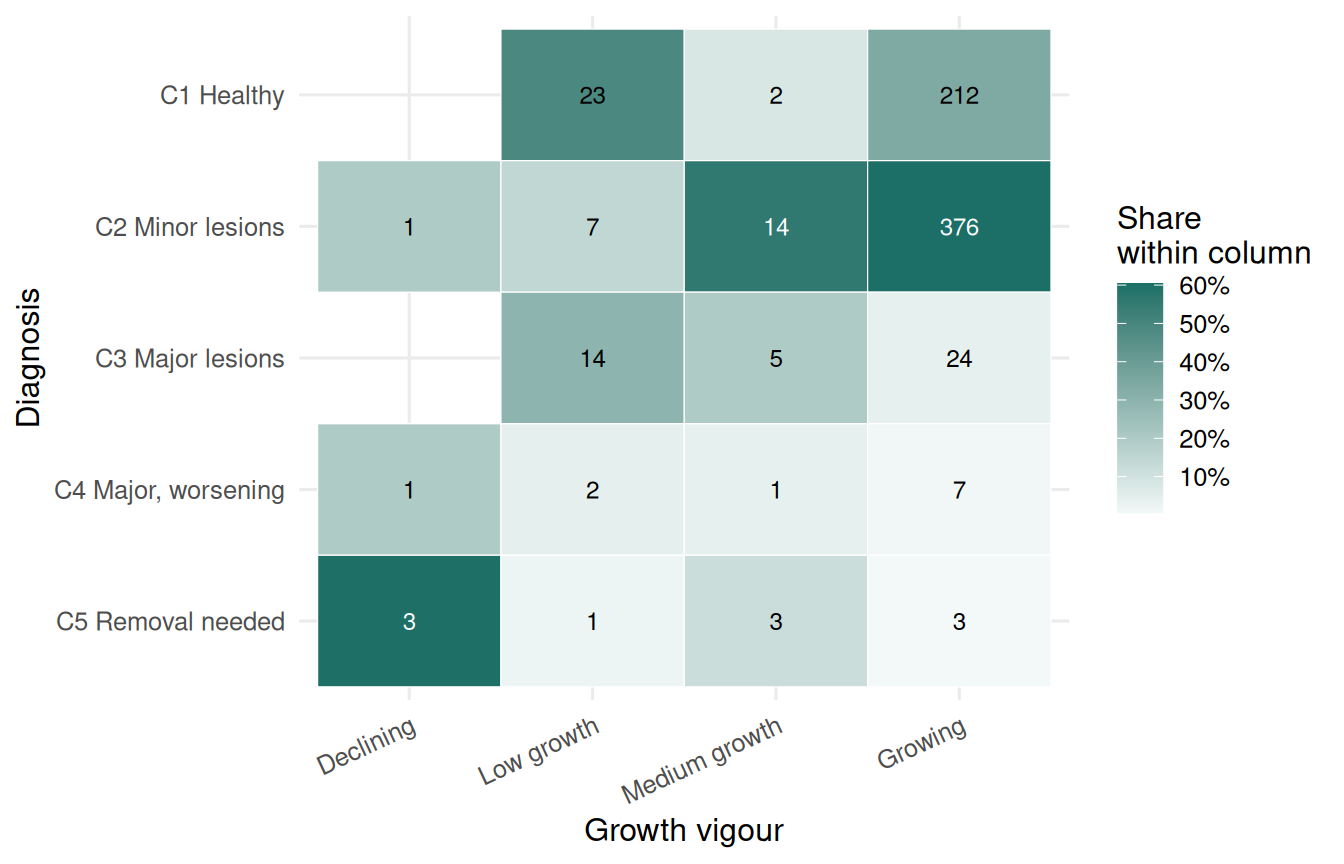 C1 Healthy 23 2 212
C2 Minor lesions 1 7 14 376
C3 Major lesions 14 5 24
C4 Major, worsening 1 2 1 7
C5 Removal needed 3 1 3 3
Diagnosis
Declining Low growth Medium growth Growing
Growth vigour
Share
within column
60%
50%
40%
30%
20%
10%